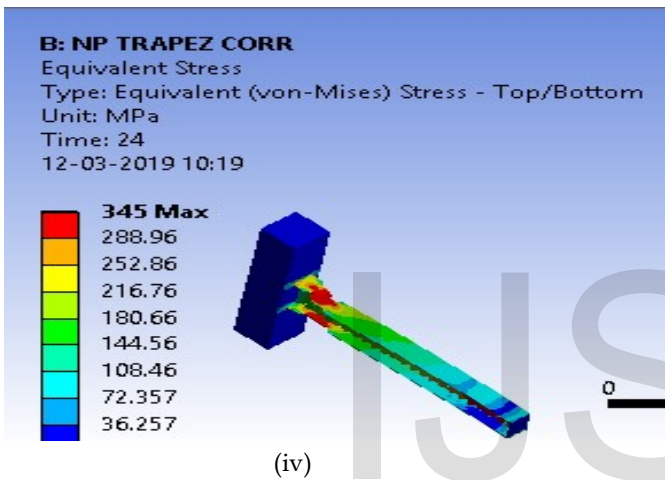 B: NP TRAPEZ CORR
Equivalent Stress
Type: Equivalent (von-Mises) Stress - Top/Bottom
Unit: MPa
Time: 24
12-03-2019 10:19
345 Max
288.96
252.86
216.76
180.66
144.56
108.46
72.357
36.257
0
(iv)
IJS